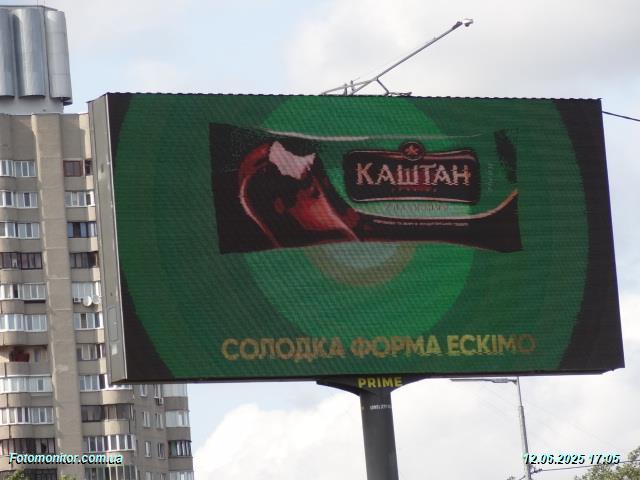 КАШТАН
СОЛОДКА ФОРМА ЕСКІМО
PRIME
Fotomonitor.com.ua
12.06.2025 17:05